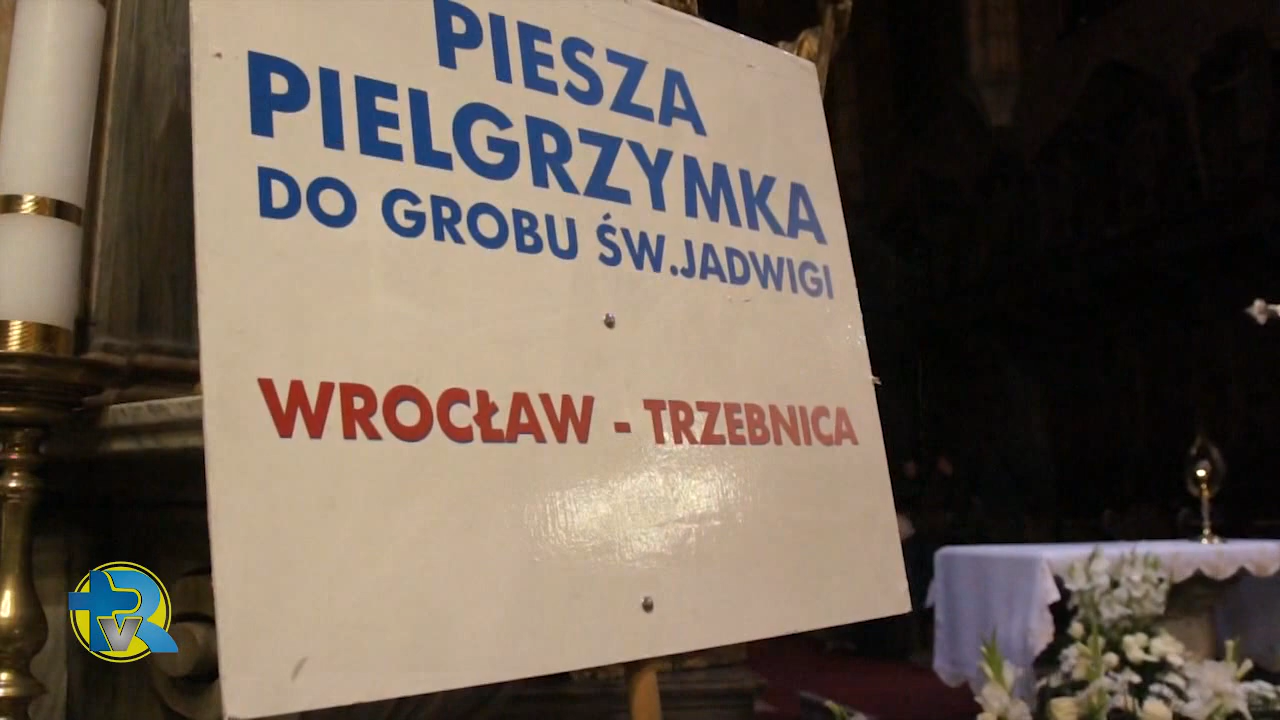 PIESZA
PIELGRZYMKA
DO GROBU ŚW.JADWIGI
WROCŁAW - TRZEBNICA